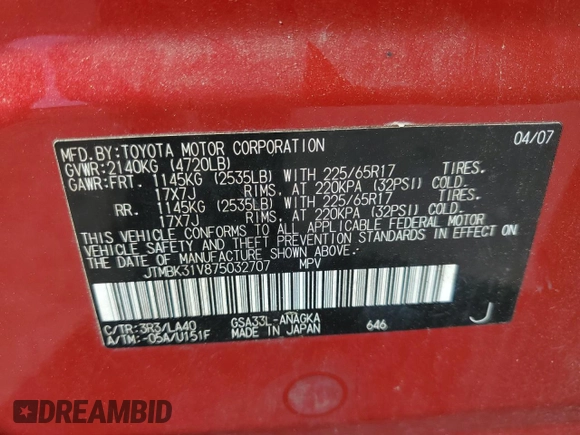 MFD.BY:TOYOTA MOTOR CORPORATION 04/07
GVWR:2140KG (4720LB)
GAWR:FRT. 1145KG (2535LB) WITH 225/65R17 TIRES.
17X7J RIMS, AT 220KPA (32PSI) COLD.
RR. 1145KG (2535LB) WITH 225/65R17 TIRES.
17X7J RIMS, AT 220KPA (32PSI) COLD.
THIS VEHICLE CONFORMS TO ALL APPLICABLE FEDERAL MOTOR
VEHICLE SAFETY AND THEFT PREVENTION STANDARDS IN EFFECT
ON THE DATE OF MANUFACTURE SHOWN ABOVE.
JTMBK31V875032707 MPV
C/TR:3R3/LA40 GSA33L-ANAGKA
A/TM:-05A/U151F MADE IN JAPAN 646 J
DREAMBID